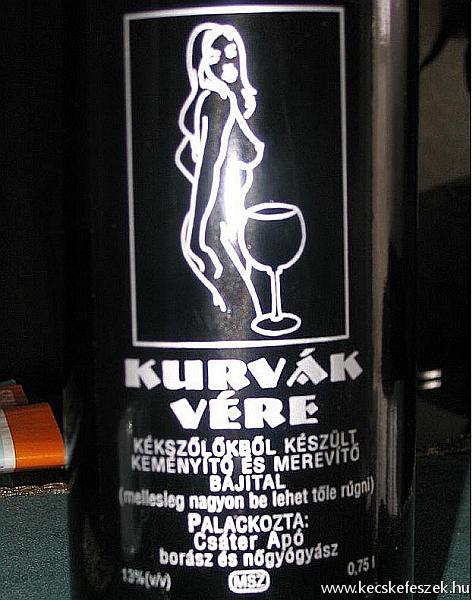 KURVÁK
VÉRE
KÉKSZŐLŐKBŐL KÉSZÜLT
KEMÉNYÍTŐ ÉS MEREVÍTŐ
BÁJITAL
(mellesleg nagyon be lehet tőle rúgni)
PALACKOZTA:
Csáter Apó
borász és nőgyógyász
13%(v/v) MSZ 0,75 l
www.kecskefeszek.hu